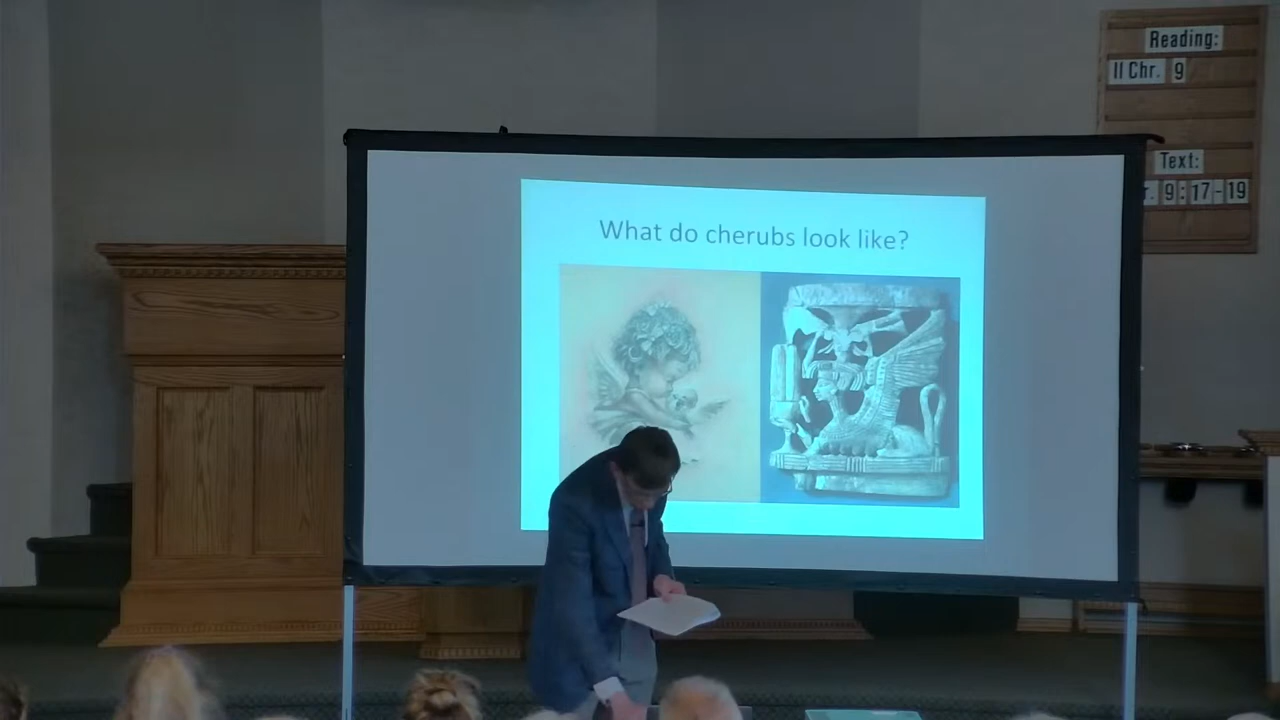 Reading:
II Chr. 9
Text:
r. 9:17-19
What do cherubs look like?